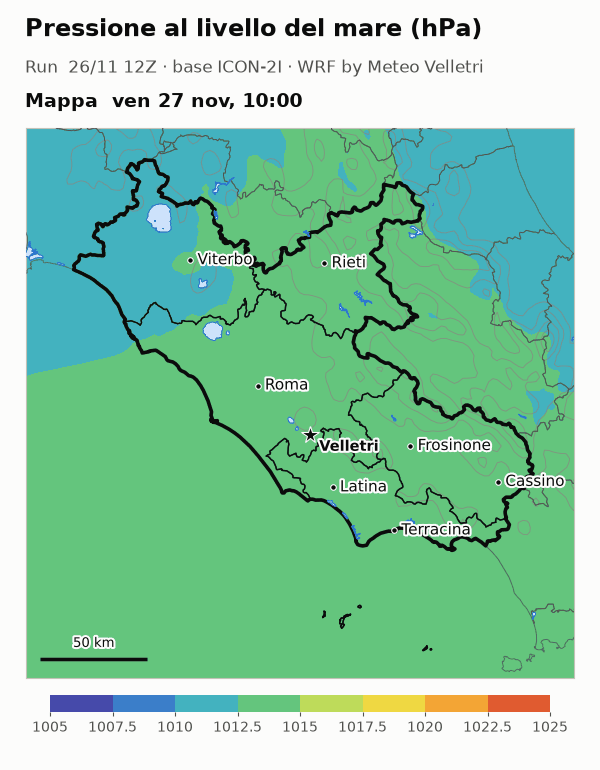 Pressione al livello del mare (hPa)
Run 26/11 12Z · base ICON-2I · WRF by Meteo Velletri
Mappa ven 27 nov, 10:00
Viterbo
Rieti
Roma
Velletri
Frosinone
Latina
Cassino
Terracina
50 km
1005 1007.5 1010 1012.5 1015 1017.5 1020 1022.5 1025